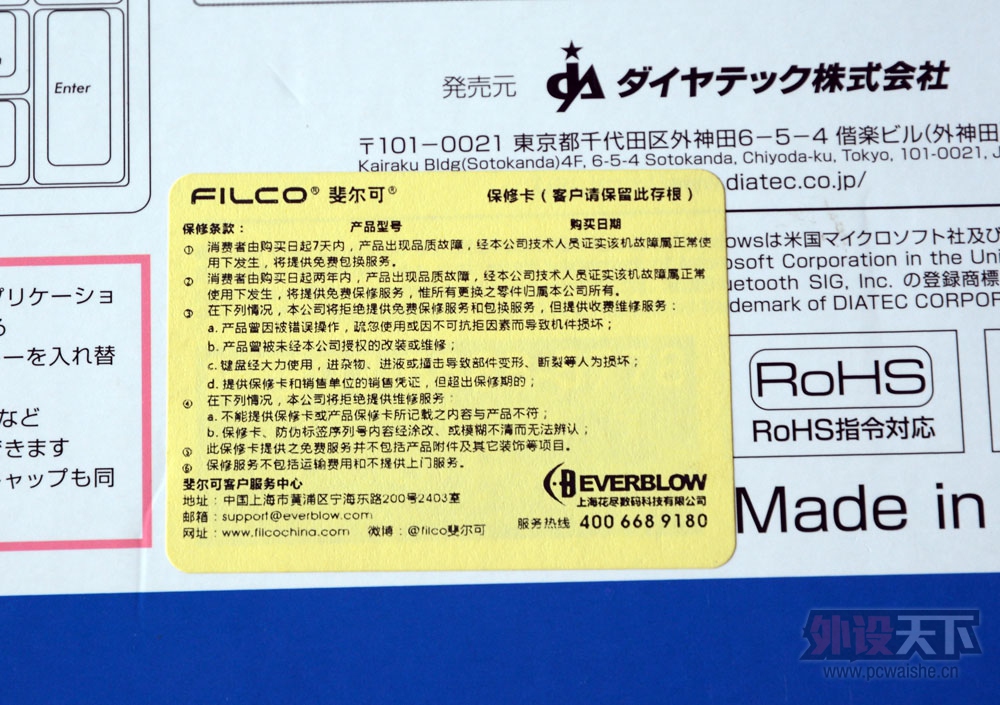 Enter
発売元 ダイヤテック株式会社
〒101-0021 東京都千代田区外神田6-5-4 偕楽ビル(外神田
Kairaku Bldg(Sotokanda)4F, 6-5-4 Sotokanda, Chiyoda-ku, Tokyo, 101-0021, J
diatec.co.jp/
FILCO® 斐尔可® 保修卡（客户请保留此存根）
保修条款： 产品型号 购买日期
① 消费者由购买日起7天内，产品出现品质故障，经本公司技术人员证实该机故障属正常使
用下发生，将提供免费包换服务。
② 消费者由购买日起两年内，产品出现品质故障，经本公司技术人员证实该机故障属正常
使用下发生，将提供免费保修服务，惟所有更换之零件归属本公司所有。
③ 在下列情况，本公司将拒绝提供免费保修服务和包换服务，但提供收费维修服务：
a.产品曾因被错误操作，疏忽使用或因不可抗拒因素而导致机件损坏；
b.产品曾被未经本公司授权的改装或维修；
c.键盘经大力使用，进杂物、进液或撞击导致部件变形、断裂等人为损坏；
d.提供保修卡和销售单位的销售凭证，但超出保修期的；
④ 在下列情况，本公司将拒绝提供维修服务：
a.不能提供保修卡或产品保修卡所记载之内容与产品不符；
b.保修卡、防伪标签序列号内容经涂改、或模糊不清而无法辨认；
⑤ 此保修卡提供之免费服务并不包括产品附件及其它装饰等项目。
⑥ 保修服务不包括运输费用和不提供上门服务。
斐尔可客户服务中心
地址：中国上海市黄浦区宁海东路200号2403室
邮箱：support@everblow.com
网址：www.filcochina.com 微博：@filco斐尔可
EVERBLOW
上海花尽数码科技有限公司
服务热线 400 668 9180
owsは米国マイクロソフト社及び
osoft Corporation in the Uni
uetooth SIG, Inc. の登録商標
demark of DIATEC CORPOR
プリケーショ
る
ーを入れ替
など
できます
キャップも同
RoHS
RoHS指令対応
Made in
外设天下
www.pcwaishe.cn